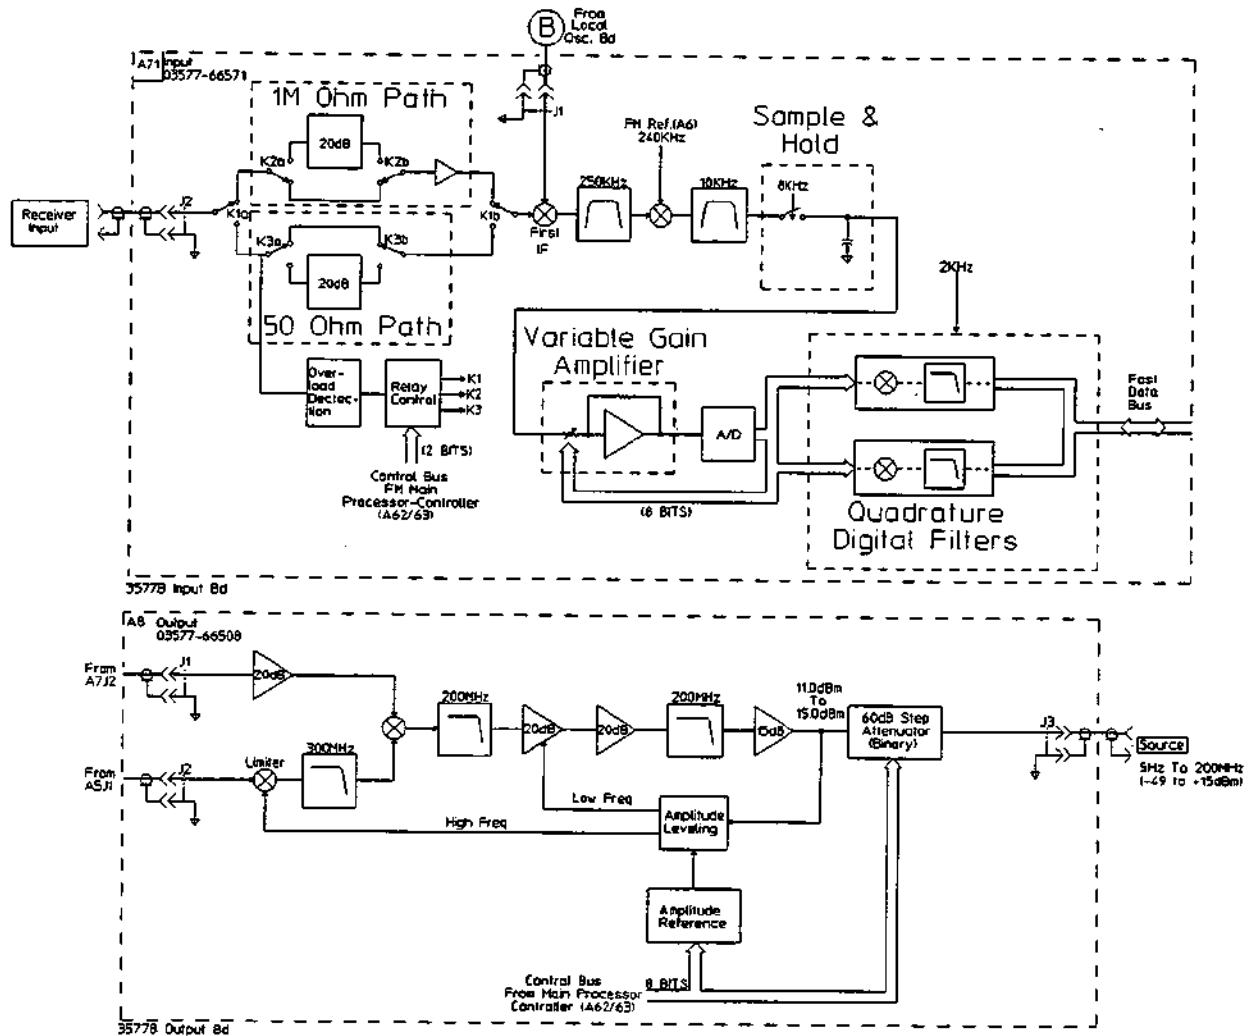 B
From
Local
Osc. Bd
A71
Input
03577-66571
1M Ohm Path
20dB
K2a
K2b
J1
FM Ref.(A6)
240KHz
Sample &
Hold
8KHz
250KHz
10KHz
Receiver
Input
J2
K1a
K1b
First
IF
K3a
K3b
20dB
50 Ohm Path
2KHz
Over-
load
Dectec-
tion
Relay
Control
K1
K2
K3
(2 BITS)
Control Bus
FM Main
Processor-Controller
(A62/63)
Variable Gain
Amplifier
A/D
(8 BITS)
Fast
Data
Bus
Quadrature
Digital Filters
3577B Input Bd
A8 Output
03577-66508
From
A7J2
J1
20dB
200MHz
20dB
20dB
200MHz
15dB
11.0dBm
To
15.0dBm
60dB Step
Attenuator
(Binary)
J3
Source
5Hz To 200MHz
(-49 to +15dBm)
From
A5J1
J2
Limiter
300MHz
Low Freq
High Freq
Amplitude
Leveling
Amplitude
Reference
8 BITS
Control Bus
From Main Processor
Controller (A62/63)
3577B Output Bd